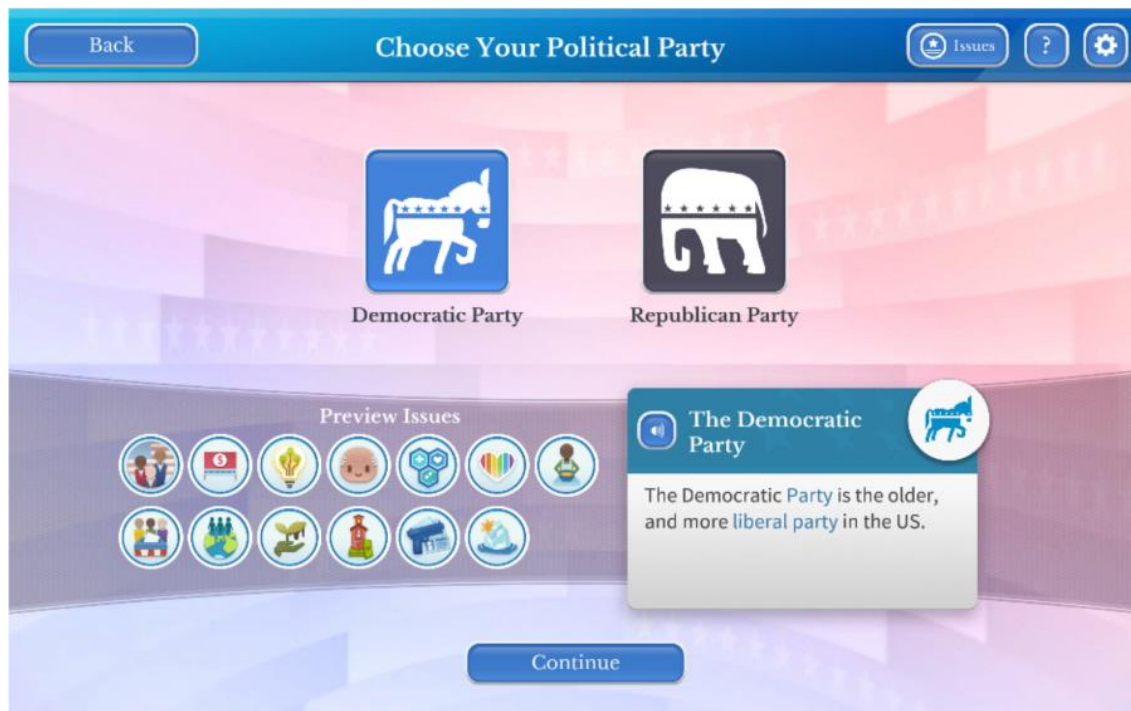 Back
Choose Your Political Party
Issues
?
Democratic Party
Republican Party
Preview Issues
$
The Democratic
Party
The Democratic Party is the older,
and more liberal party in the US.
Continue